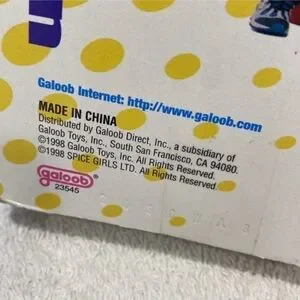 Galoob Internet: http://www.galoob.com
MADE IN CHINA
Distributed by Galoob Direct, Inc., a subsidiary of
Galoob Toys, Inc., South San Francisco, CA 94080.
©1998 Galoob Toys, Inc. All Rights Reserved.
©1998 SPICE GIRLS LTD. All Rights Reserved.
galoob
23545